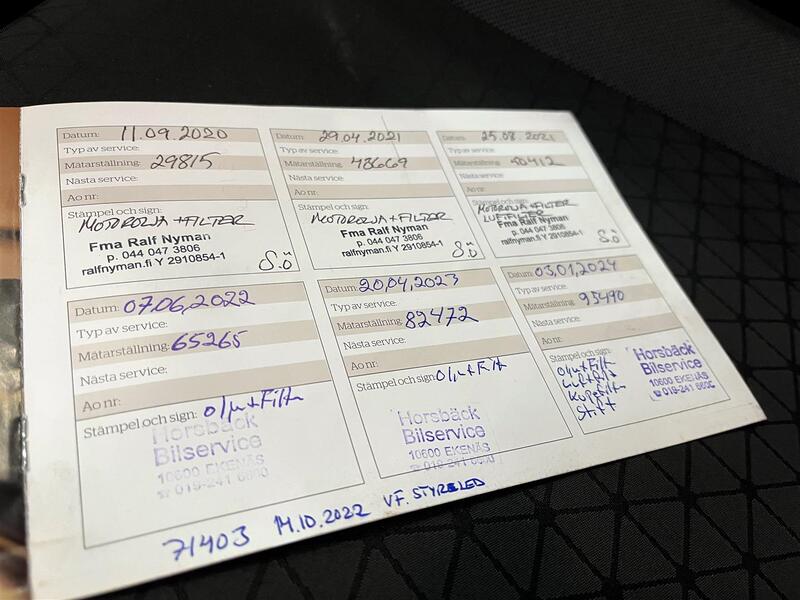 Datum: 11.09.2020
Typ av service:
Mätarställning: 29815
Nästa service:
Ao nr:
Stämpel och sign:
MOTOROLJA +FILTER
Fma Ralf Nyman
p. 044 047 3806
ralfnyman.fi Y 2910854-1
S.Ö
Datum: 29.04.2021
Typ av service:
Mätarställning: 48669
Nästa service:
Ao nr:
Stämpel och sign:
MOTOROLJA+FILTER
Fma Ralf Nyman
p. 044 047 3806
ralfnyman.fi Y 2910854-1
S.Ö
Datum: 25.08.2021
Typ av service:
Mätarställning:
Nästa service:
Ao nr:
Stämpel och sign:
MOTOROLJA+FILTER
LUFTFILTER
Fma Ralf Nyman
p. 044 047 3806
ralfnyman.fi Y 2910854-1
S.Ö
Datum: 07.06,2022
Typ av service:
Mätarställning: 65265
Nästa service:
Ao nr:
Stämpel och sign: Filtr
Horsbäck
Bilservice
10600 EKENÄS
Datum: 20,04,2023
Typ av service:
Mätarställning: 82472
Nästa service:
Ao nr:
Stämpel och sign:
Horsbäck
Bilservice
10600 EKENÄS
Datum: 03,01,2024
Typ av service:
Mätarställning: 95490
Nästa service:
Ao nr:
Stämpel och sign:
Horsbäck
Bilservice
10600 EKENÄS
71403 14.10.2022 VF. STYRLED